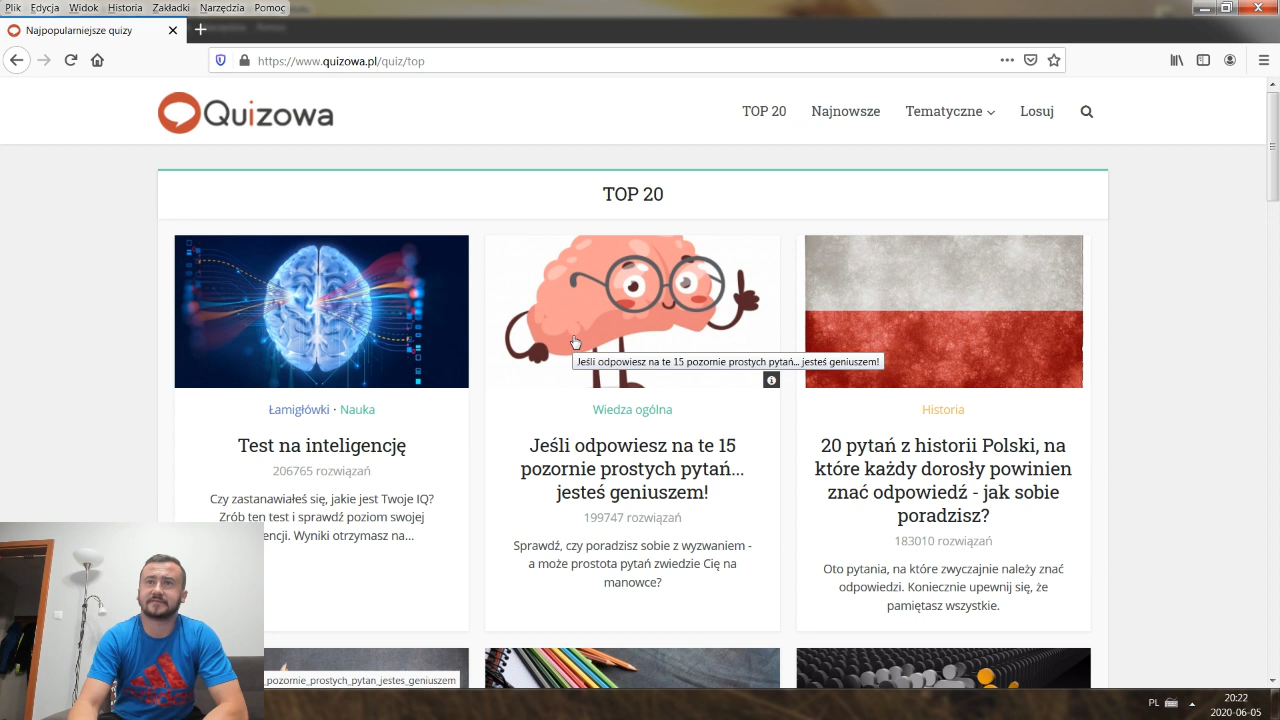 Plik Edycja Widok Historia Zakładki Narzędzia Pomoc
Najpopularniejsze quizy
https://www.quizowa.pl/quiz/top
Quizowa
TOP 20 Najnowsze Tematyczne Losuj
TOP 20
Łamigłówki · Nauka
Test na inteligencję
206765 rozwiązań
Czy zastanawiałeś się, jakie jest Twoje IQ?
Zrób ten test i sprawdź poziom swojej
encji. Wyniki otrzymasz na...
Jeśli odpowiesz na te 15 pozornie prostych pytań... jesteś geniuszem!
Wiedza ogólna
Jeśli odpowiesz na te 15
pozornie prostych pytań...
jesteś geniuszem!
199747 rozwiązań
Sprawdź, czy poradzisz sobie z wyzwaniem -
a może prostota pytań zwiedzie Cię na
manowce?
Historia
20 pytań z historii Polski, na
które każdy dorosły powinien
znać odpowiedź - jak sobie
poradzisz?
183010 rozwiązań
Oto pytania, na które zwyczajnie należy znać
odpowiedzi. Koniecznie upewnij się, że
pamiętasz wszystkie.
_pozornie_prostych_pytan_jestes_geniuszem
PL
20:22
2020-06-05